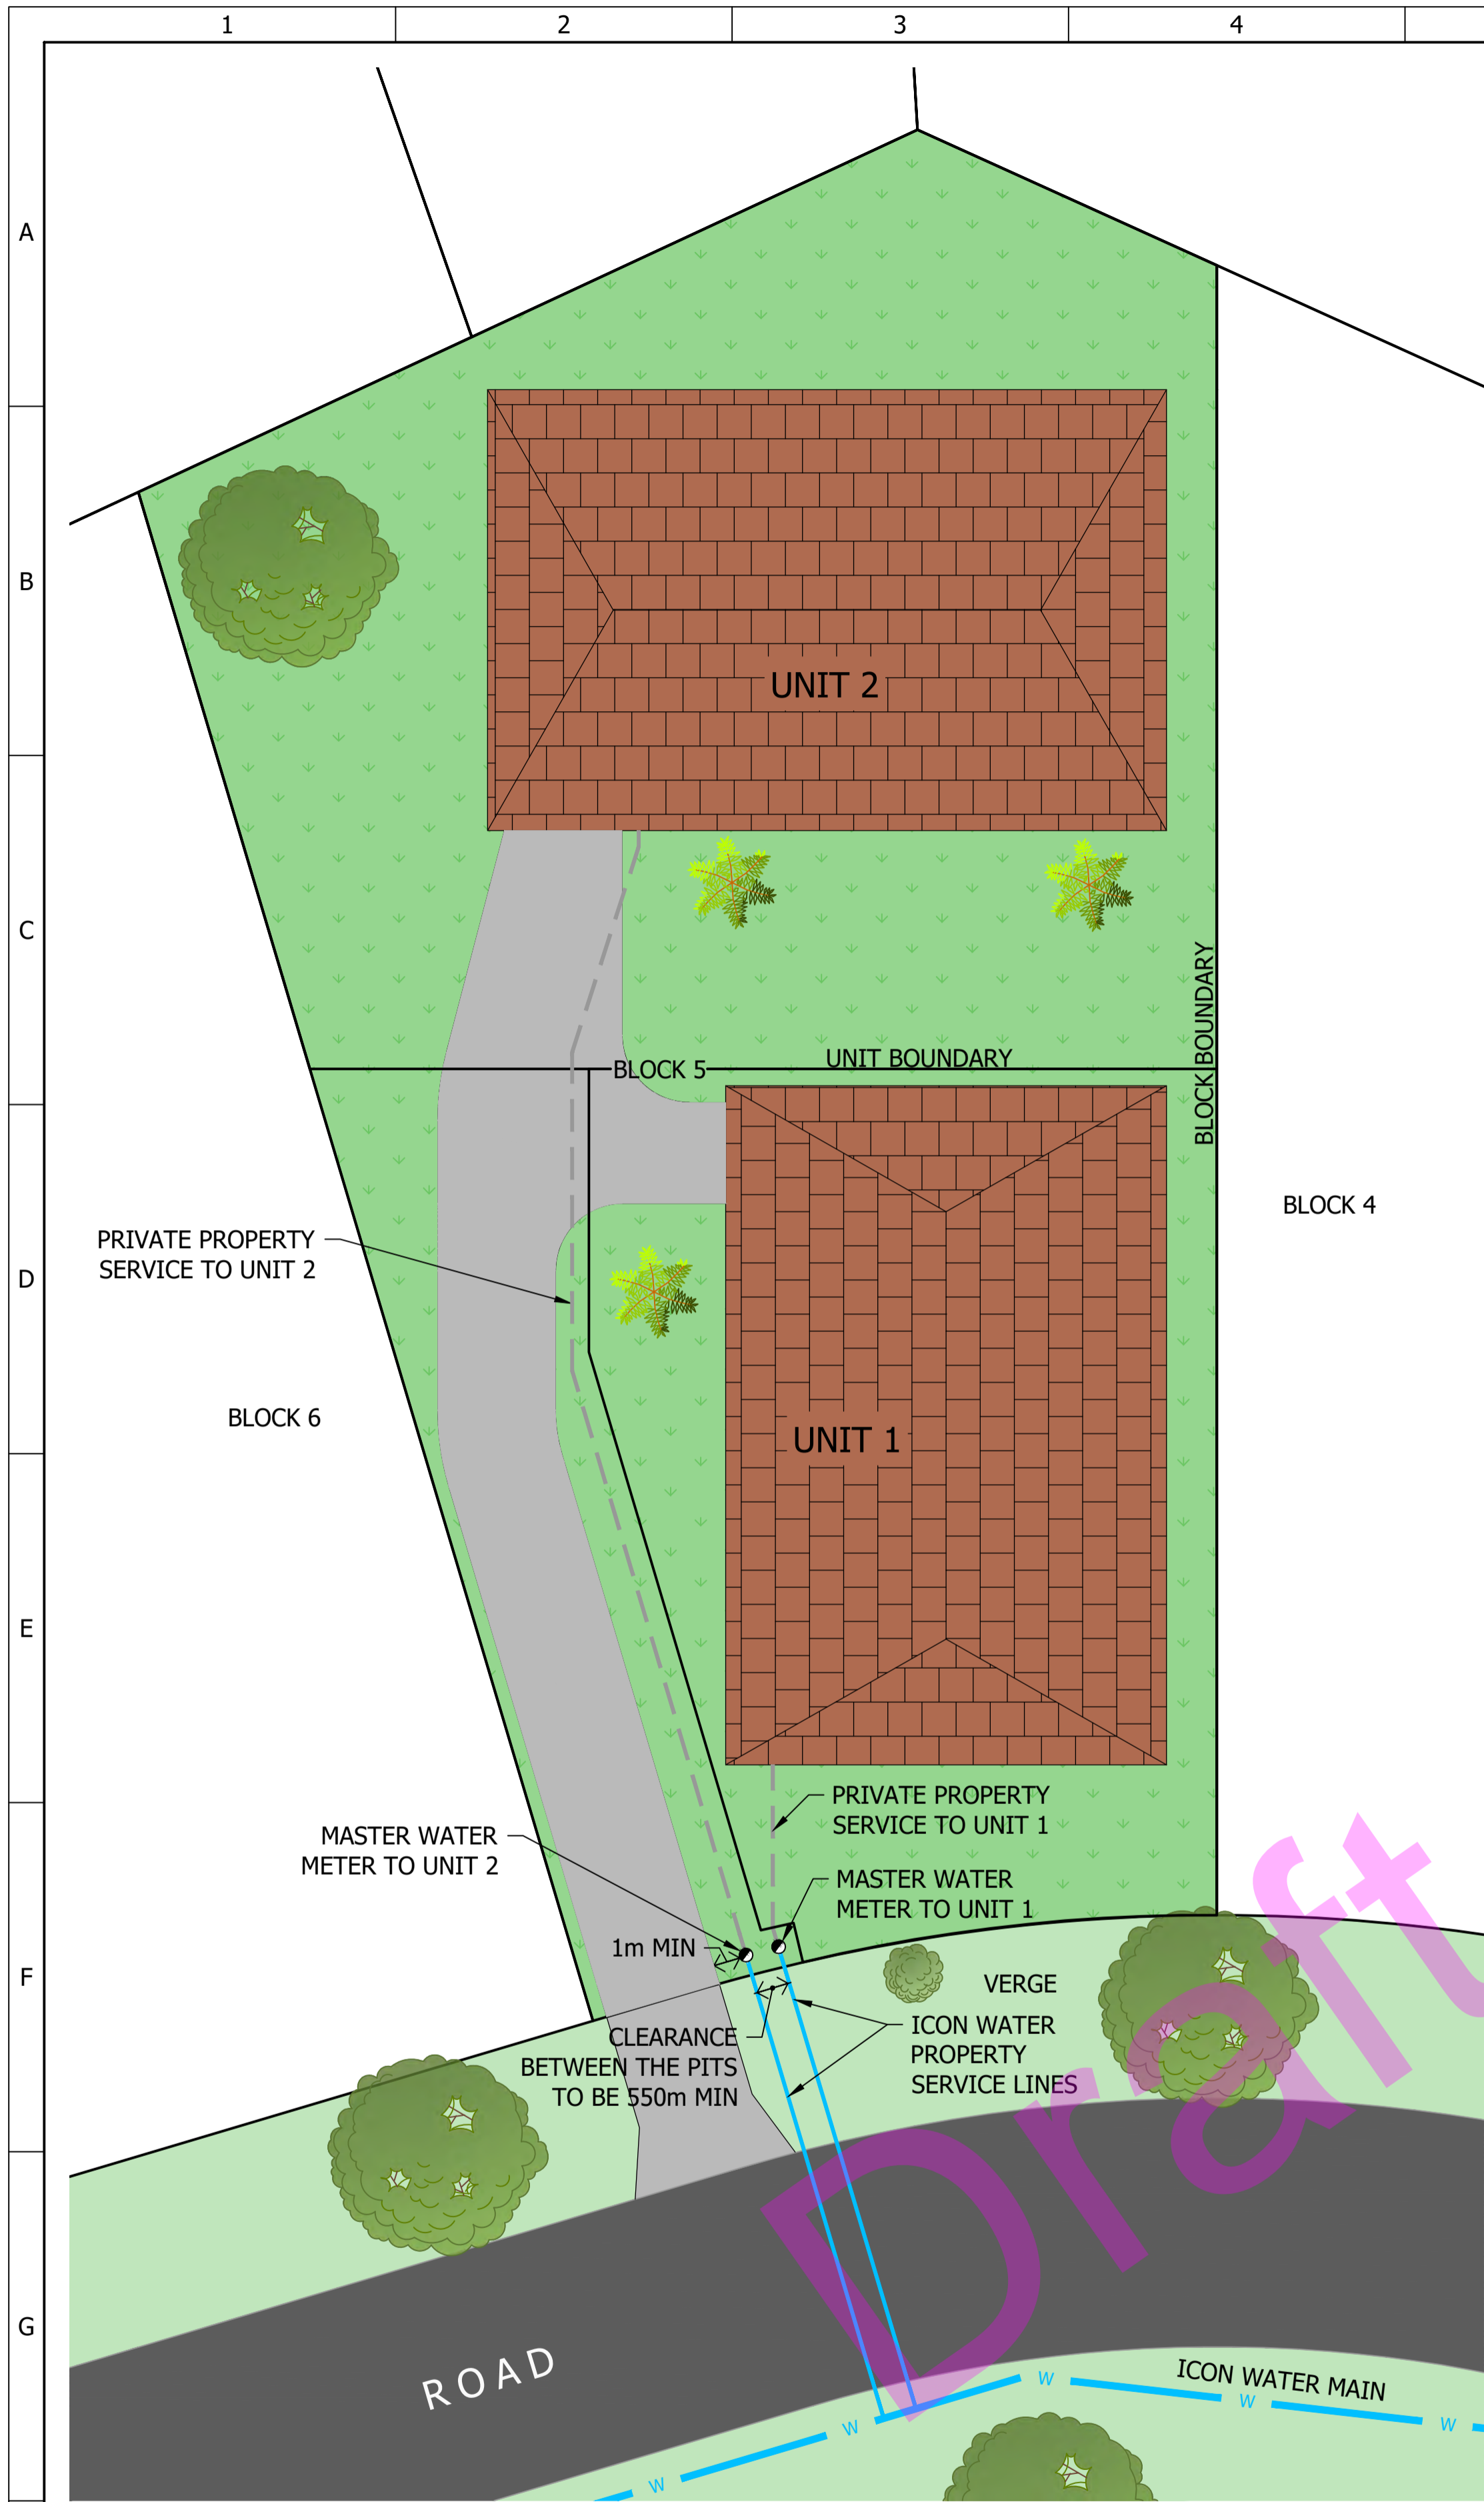 1
2
3
4
A
B
C
D
E
F
G
UNIT 2
BLOCK BOUNDARY
UNIT BOUNDARY
BLOCK 5
BLOCK 4
PRIVATE PROPERTY
SERVICE TO UNIT 2
BLOCK 6
UNIT 1
PRIVATE PROPERTY
SERVICE TO UNIT 1
MASTER WATER
METER TO UNIT 2
MASTER WATER
METER TO UNIT 1
1m MIN
VERGE
CLEARANCE
BETWEEN THE PITS
TO BE 550m MIN
ICON WATER
PROPERTY
SERVICE LINES
Draft
ROAD
ICON WATER MAIN
W
W
W
W
W